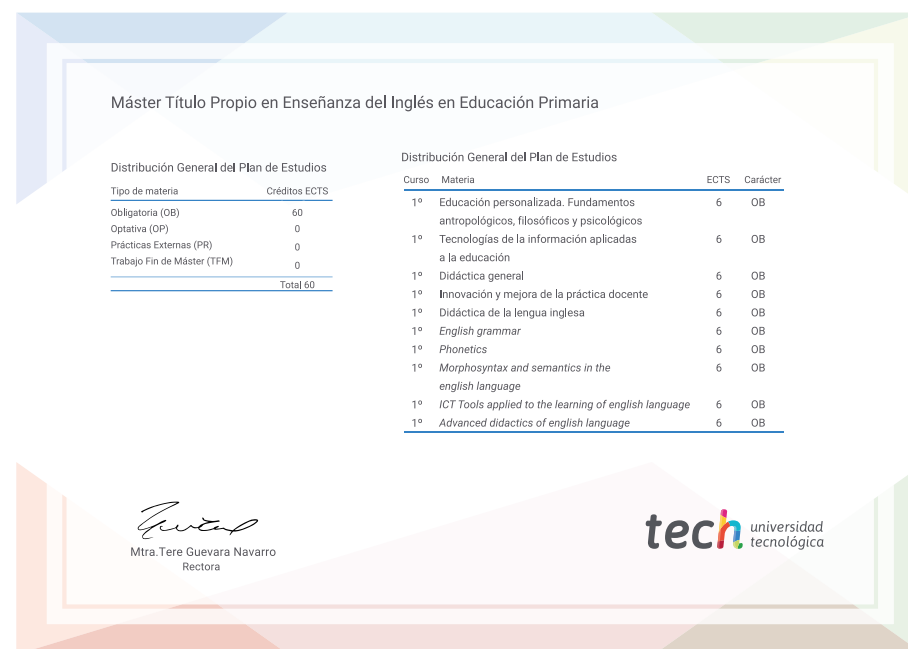 Máster Título Propio en Enseñanza del Inglés en Educación Primaria
Distribución General del Plan de Estudios
Tipo de materia Créditos ECTS
Obligatoria (OB) 60
Optativa (OP) 0
Prácticas Externas (PR) 0
Trabajo Fin de Máster (TFM) 0
Total 60
Distribución General del Plan de Estudios
Curso Materia ECTS Carácter
1º Educación personalizada. Fundamentos 6 OB
antropológicos, filosóficos y psicológicos
1º Tecnologías de la información aplicadas 6 OB
a la educación
1º Didáctica general 6 OB
1º Innovación y mejora de la práctica docente 6 OB
1º Didáctica de la lengua inglesa 6 OB
1º English grammar 6 OB
1º Phonetics 6 OB
1º Morphosyntax and semantics in the 6 OB
english language
1º ICT Tools applied to the learning of english language 6 OB
1º Advanced didactics of english language 6 OB
Mtra.Tere Guevara Navarro
Rectora
tech universidad
tecnológica